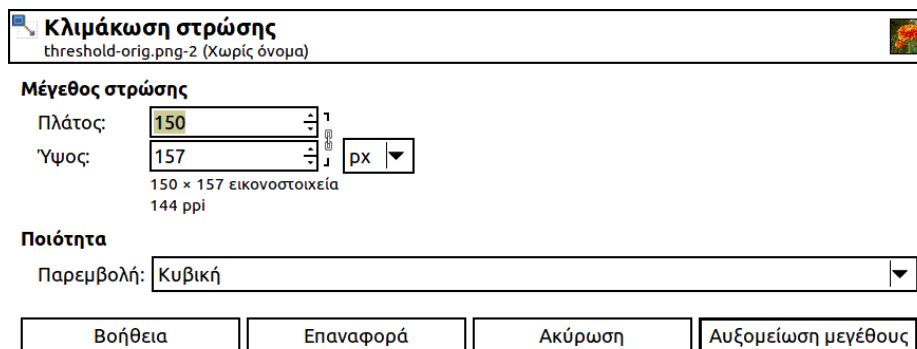 Κλιμάκωση στρώσης
threshold-orig.png-2 (Χωρίς όνομα)
Μέγεθος στρώσης
Πλάτος: 150
Ύψος: 157 px
150 × 157 εικονοστοιχεία
144 ppi
Ποιότητα
Παρεμβολή: Κυβική
Βοήθεια Επαναφορά Ακύρωση Αυξομείωση μεγέθους